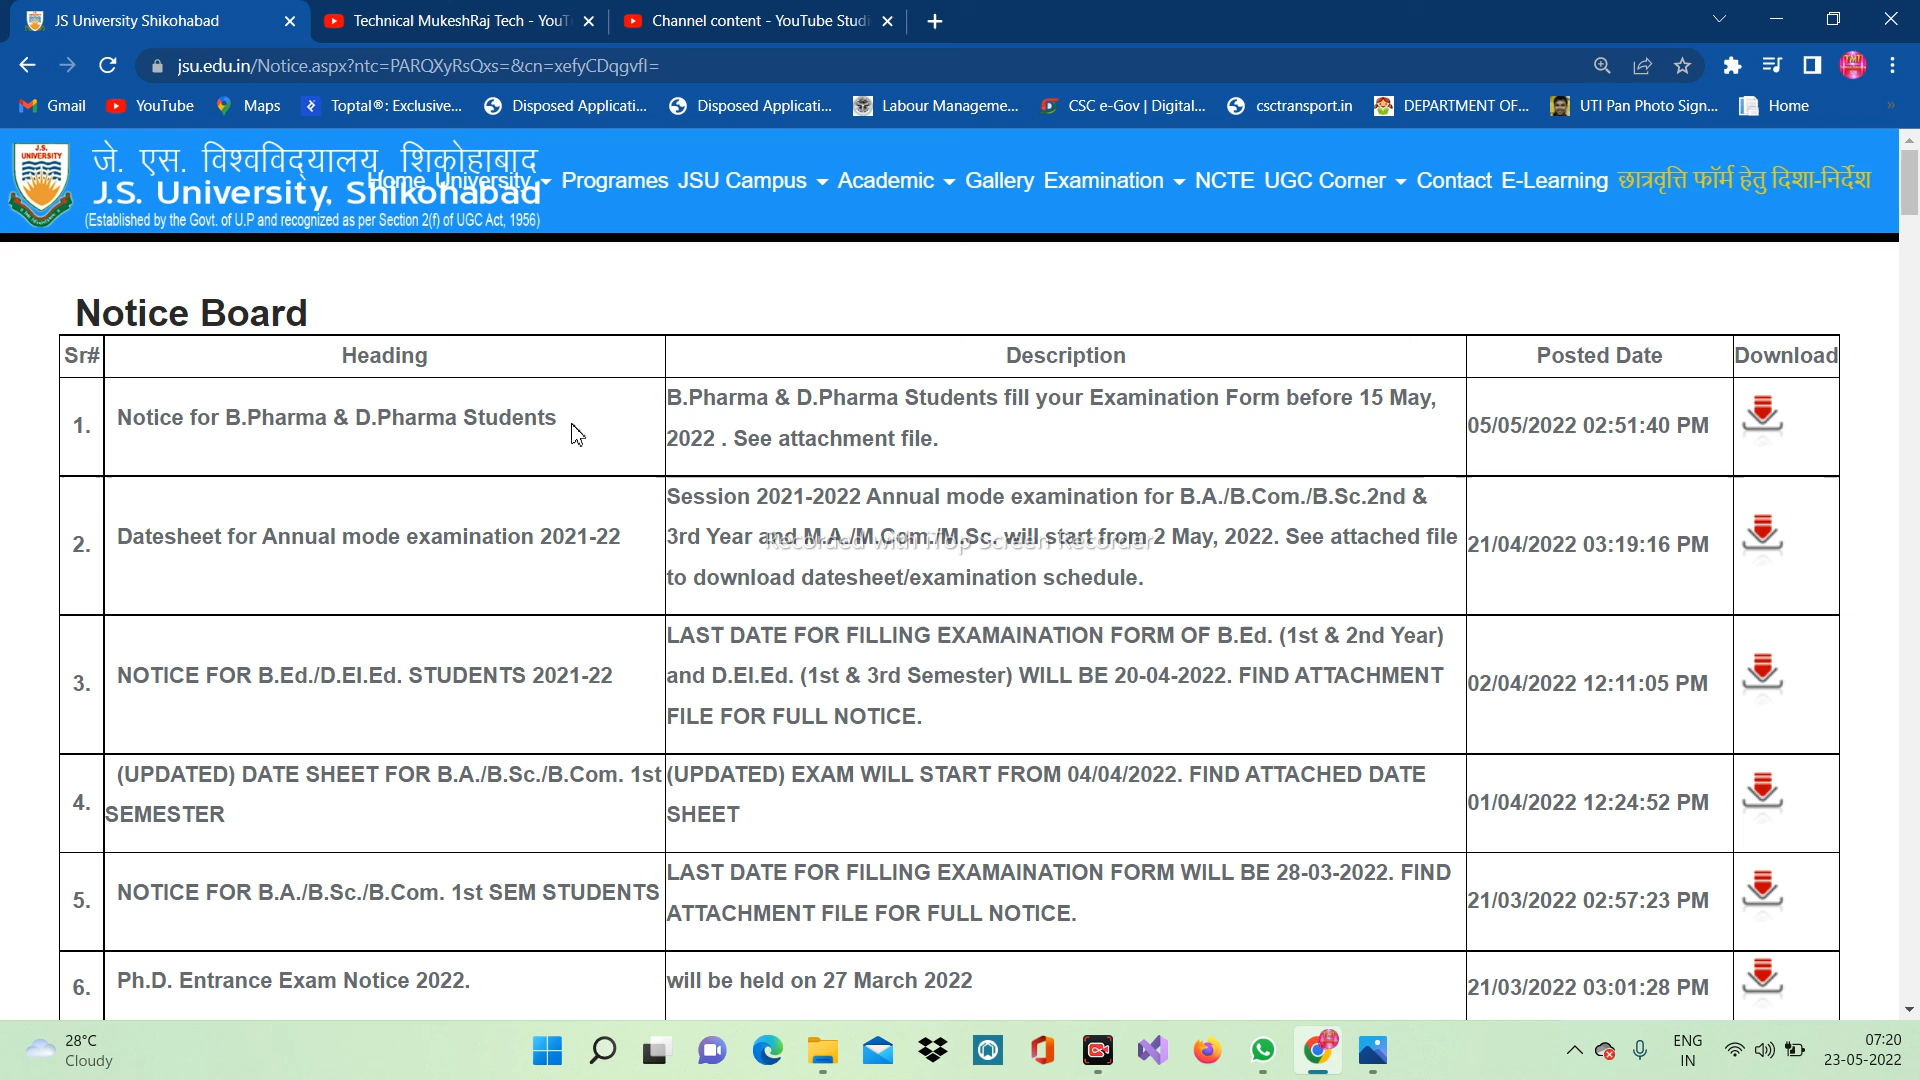 JS University Shikohabad
Technical MukeshRaj Tech - YouT
Channel content - YouTube Studi
jsu.edu.in/Notice.aspx?ntc=PARQXyRsQxs=&cn=xefyCDqgvfI=
Gmail YouTube Maps Toptal®: Exclusive... Disposed Applicati... Disposed Applicati... Labour Manageme... CSC e-Gov | Digital... csctransport.in DEPARTMENT OF... UTI Pan Photo Sign... Home
जे. एस. विश्वविद्यालय, शिकोहाबाद
J.S. University, Shikohabad
(Established by the Govt. of U.P and recognized as per Section 2(f) of UGC Act, 1956)
Home University Programes JSU Campus Academic Gallery Examination NCTE UGC Corner Contact E-Learning छात्रवृत्ति फॉर्म हेतु दिशा-निर्देश
Notice Board
Sr# Heading Description Posted Date Download
1. Notice for B.Pharma & D.Pharma Students
B.Pharma & D.Pharma Students fill your Examination Form before 15 May,
2022 . See attachment file.
05/05/2022 02:51:40 PM
2. Datesheet for Annual mode examination 2021-22
Session 2021-2022 Annual mode examination for B.A./B.Com./B.Sc.2nd &
3rd Year and M.A./M.Com./M.Sc. will start from 2 May, 2022. See attached file
to download datesheet/examination schedule.
21/04/2022 03:19:16 PM
Recorded with iTop Screen Recorder
3. NOTICE FOR B.Ed./D.El.Ed. STUDENTS 2021-22
LAST DATE FOR FILLING EXAMAINATION FORM OF B.Ed. (1st & 2nd Year)
and D.El.Ed. (1st & 3rd Semester) WILL BE 20-04-2022. FIND ATTACHMENT
FILE FOR FULL NOTICE.
02/04/2022 12:11:05 PM
4. (UPDATED) DATE SHEET FOR B.A./B.Sc./B.Com. 1st
SEMESTER
(UPDATED) EXAM WILL START FROM 04/04/2022. FIND ATTACHED DATE
SHEET
01/04/2022 12:24:52 PM
5. NOTICE FOR B.A./B.Sc./B.Com. 1st SEM STUDENTS
LAST DATE FOR FILLING EXAMAINATION FORM WILL BE 28-03-2022. FIND
ATTACHMENT FILE FOR FULL NOTICE.
21/03/2022 02:57:23 PM
6. Ph.D. Entrance Exam Notice 2022.
will be held on 27 March 2022
21/03/2022 03:01:28 PM
28°C
Cloudy
ENG
IN
07:20
23-05-2022